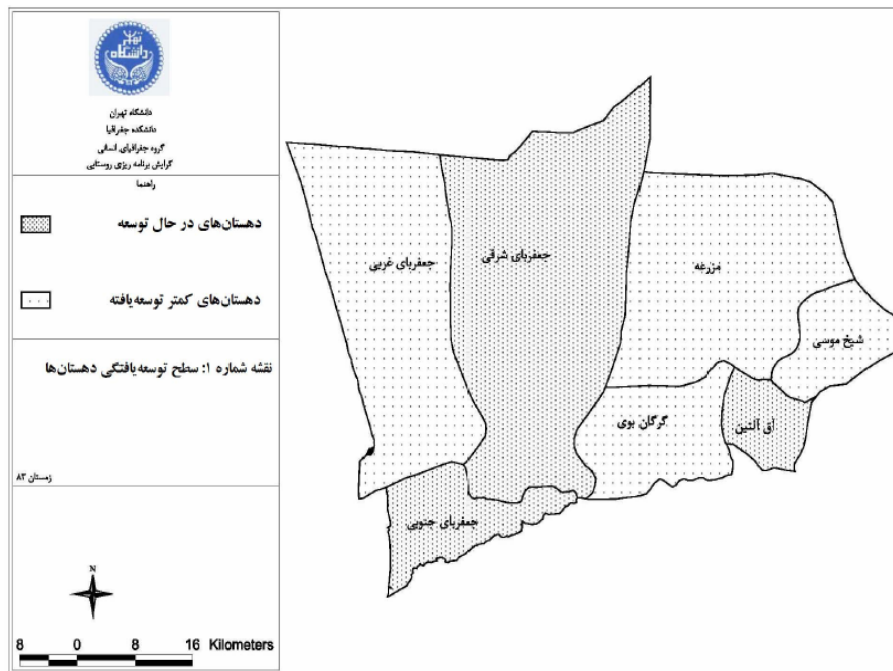 دانشگاه تهران
دانشکده جغرافیا
گروه جغرافیای انسانی
گرایش برنامه ریزی روستایی
راهنما
دهستان‌های در حال توسعه
دهستان‌های کمتر توسعه‌یافته
نقشه شماره ۱: سطح توسعه‌یافتگی دهستان‌ها
زمستان ۸۳
N
8 0 8 16 Kilometers
جعفربای غربی
جعفربای شرقی
مزرعه
شیخ موسی
گرگان بوی
آق آلتین
جعفربای جنوبی